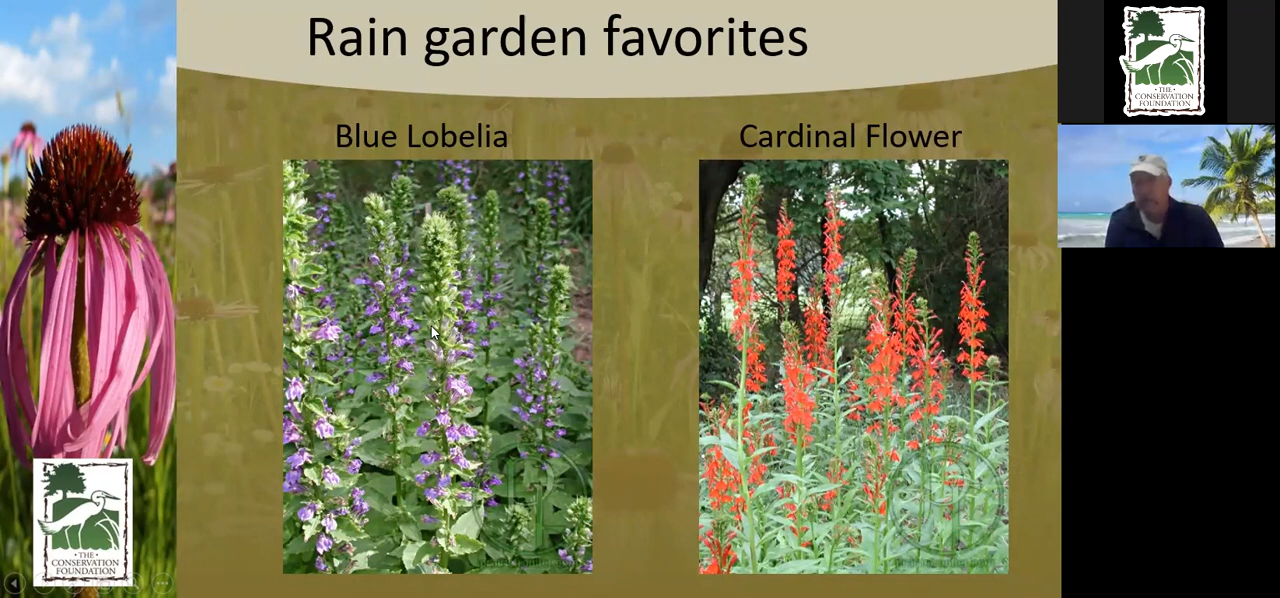 Rain garden favorites
Blue Lobelia
Cardinal Flower
• THE •
CONSERVATION
FOUNDATION
• THE •
CONSERVATION
FOUNDATION